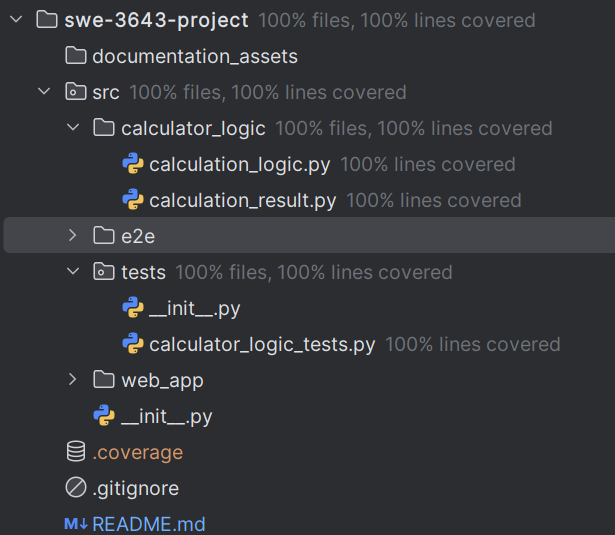 swe-3643-project 100% files, 100% lines covered
documentation_assets
src 100% files, 100% lines covered
calculator_logic 100% files, 100% lines covered
calculation_logic.py 100% lines covered
calculation_result.py 100% lines covered
e2e
tests 100% files, 100% lines covered
__init__.py
calculator_logic_tests.py 100% lines covered
web_app
__init__.py
.coverage
.gitignore
M↓ README.md